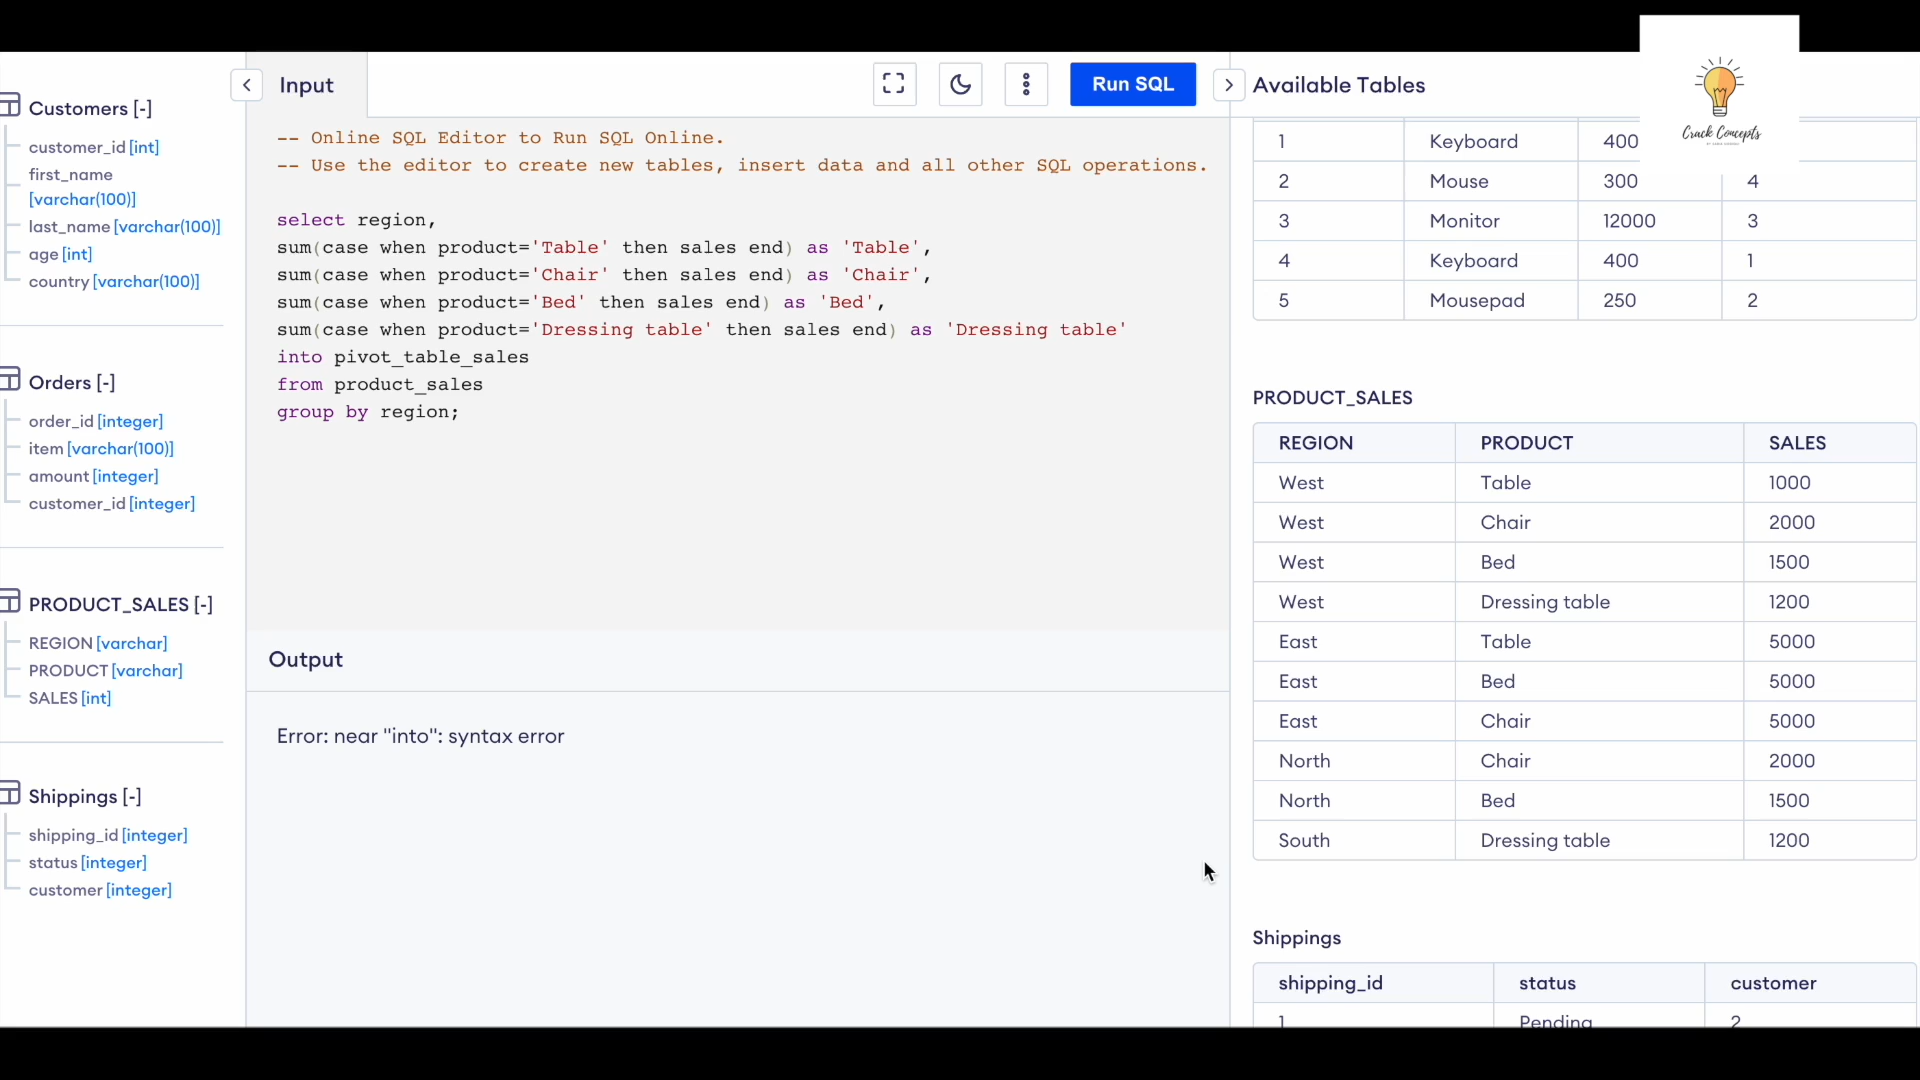 Customers [-]
customer_id [int]
first_name
[varchar(100)]
last_name [varchar(100)]
age [int]
country [varchar(100)]
Orders [-]
order_id [integer]
item [varchar(100)]
amount [integer]
customer_id [integer]
PRODUCT_SALES [-]
REGION [varchar]
PRODUCT [varchar]
SALES [int]
Shippings [-]
shipping_id [integer]
status [integer]
customer [integer]
Input
Run SQL
-- Online SQL Editor to Run SQL Online.
-- Use the editor to create new tables, insert data and all other SQL operations.
select region,
sum(case when product='Table' then sales end) as 'Table',
sum(case when product='Chair' then sales end) as 'Chair',
sum(case when product='Bed' then sales end) as 'Bed',
sum(case when product='Dressing table' then sales end) as 'Dressing table'
into pivot_table_sales
from product_sales
group by region;
Output
Error: near "into": syntax error
Available Tables
Crack Concepts
1 Keyboard 400
2 Mouse 300 4
3 Monitor 12000 3
4 Keyboard 400 1
5 Mousepad 250 2
PRODUCT_SALES
REGION PRODUCT SALES
West Table 1000
West Chair 2000
West Bed 1500
West Dressing table 1200
East Table 5000
East Bed 5000
East Chair 5000
North Chair 2000
North Bed 1500
South Dressing table 1200
Shippings
shipping_id status customer
1 Pending 2